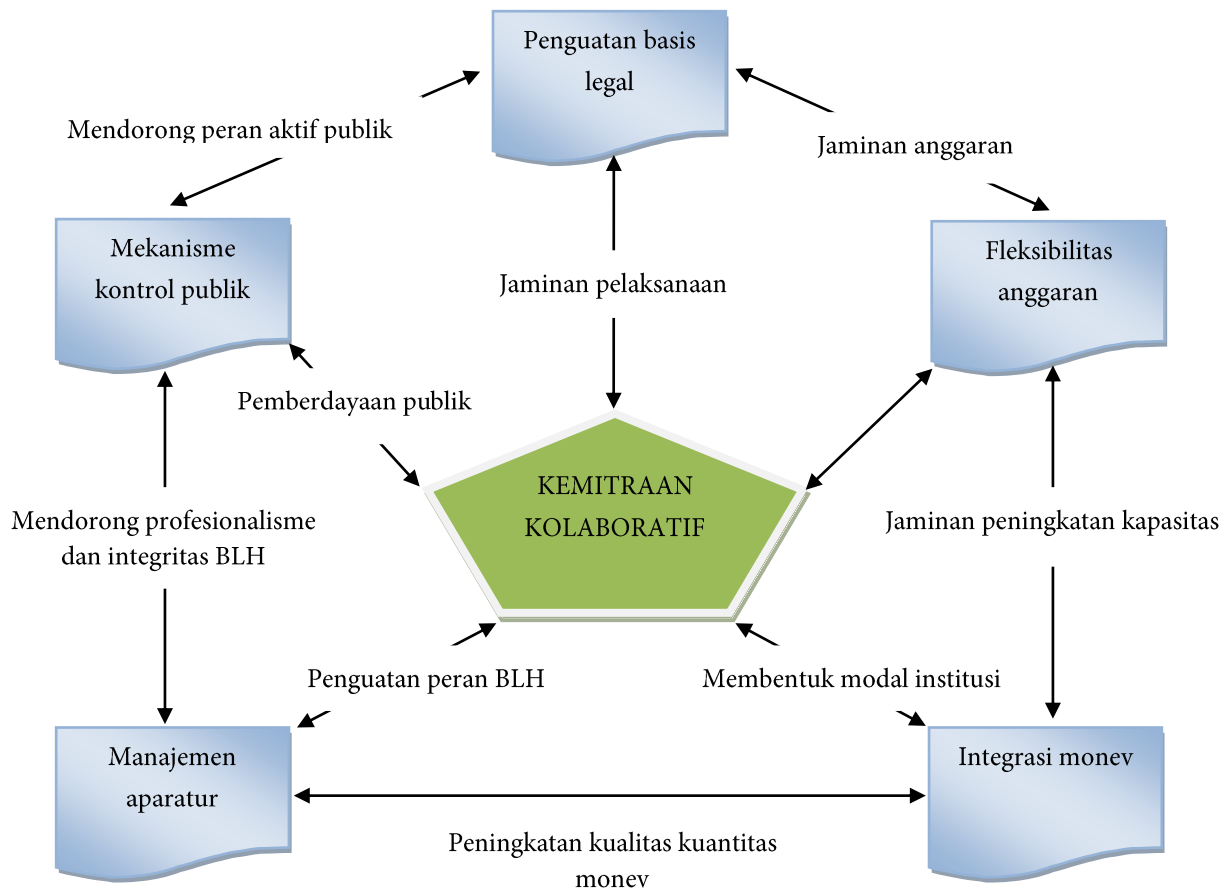 Penguatan basis
legal
Mendorong peran aktif publik
Jaminan anggaran
Mekanisme
kontrol publik
Fleksibilitas
anggaran
Jaminan pelaksanaan
Pemberdayaan publik
KEMITRAAN
KOLABORATIF
Mendorong profesionalisme
dan integritas BLH
Jaminan peningkatan kapasitas
Penguatan peran BLH
Membentuk modal institusi
Manajemen
aparatur
Integrasi monev
Peningkatan kualitas kuantitas
monev